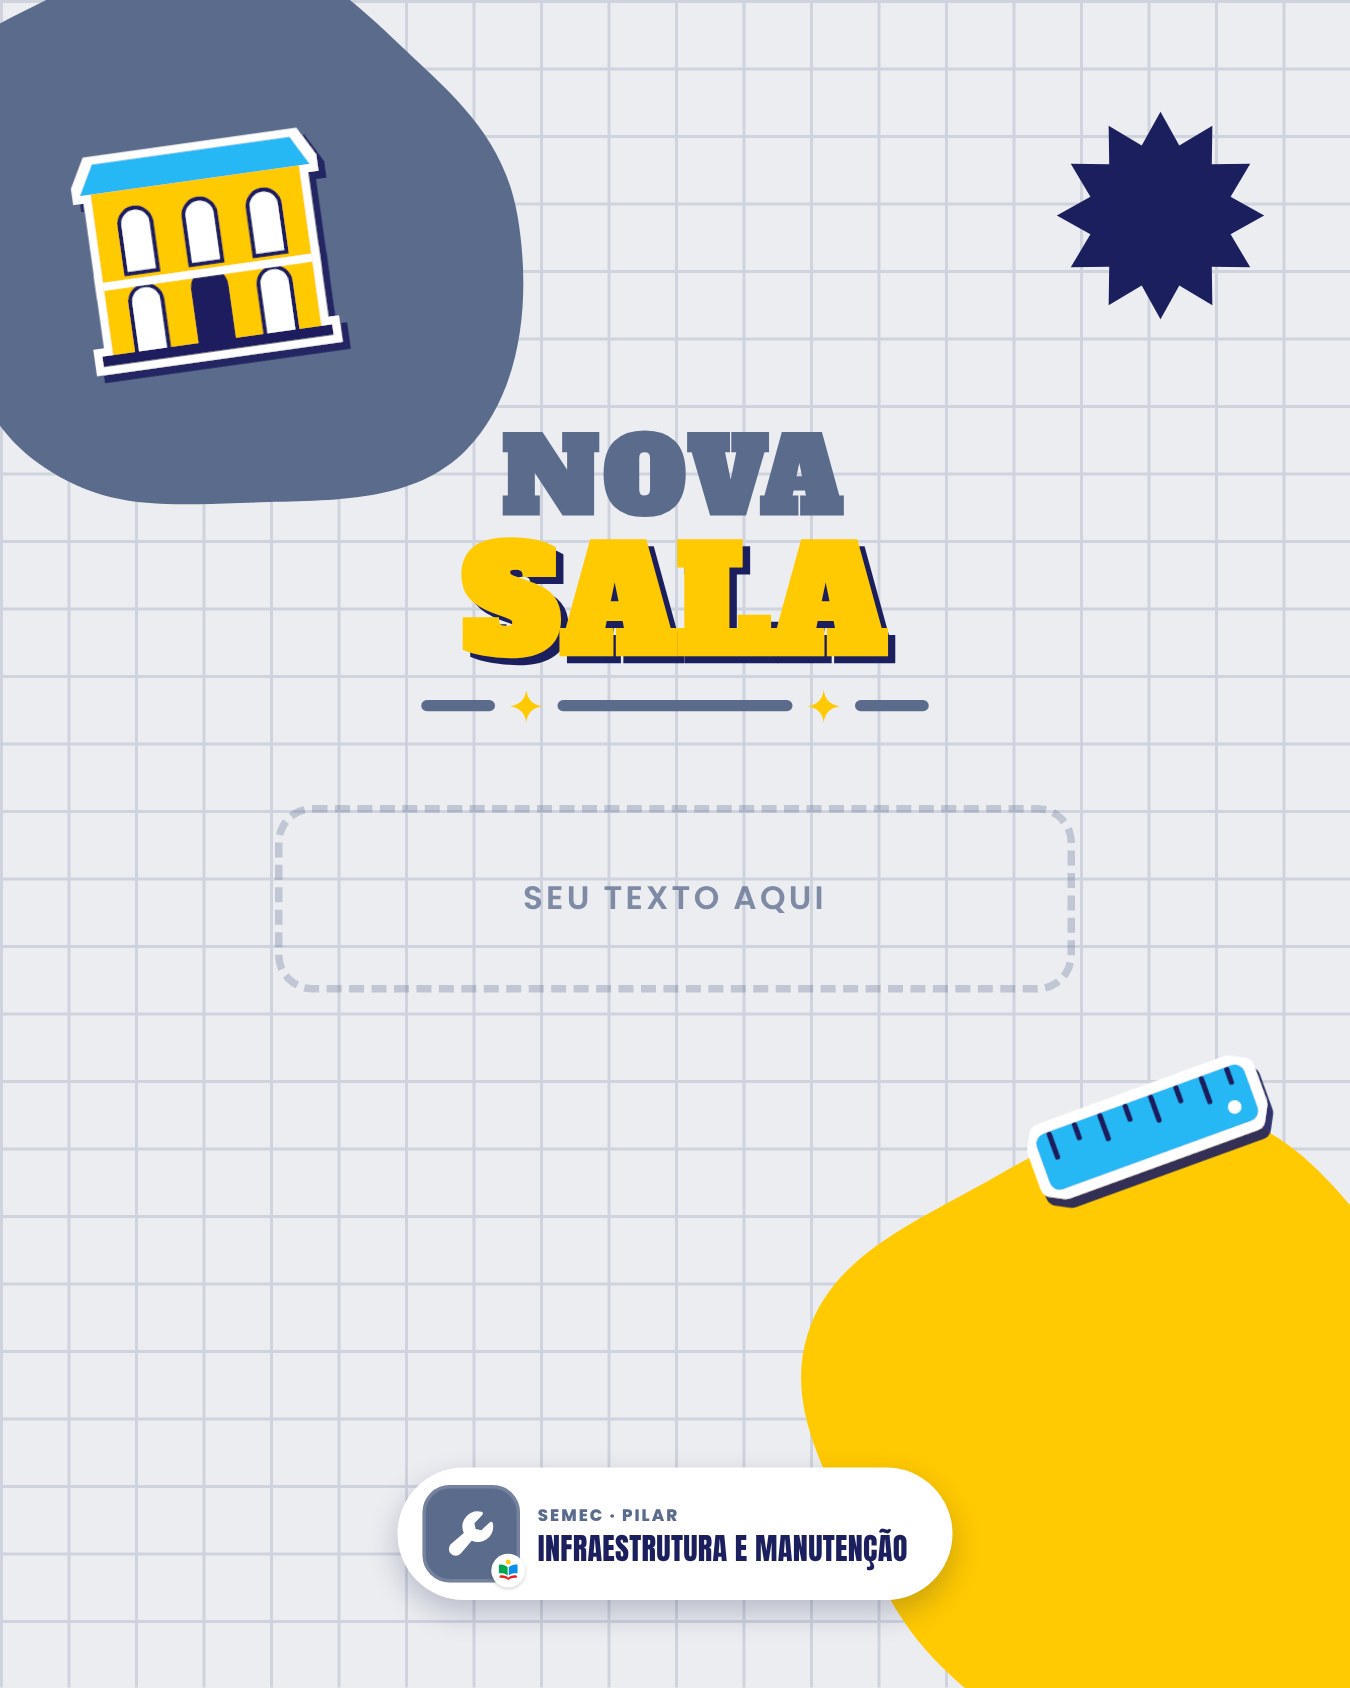 NOVA
SALA
SEU TEXTO AQUI
SEMEC · PILAR
INFRAESTRUTURA E MANUTENÇÃO